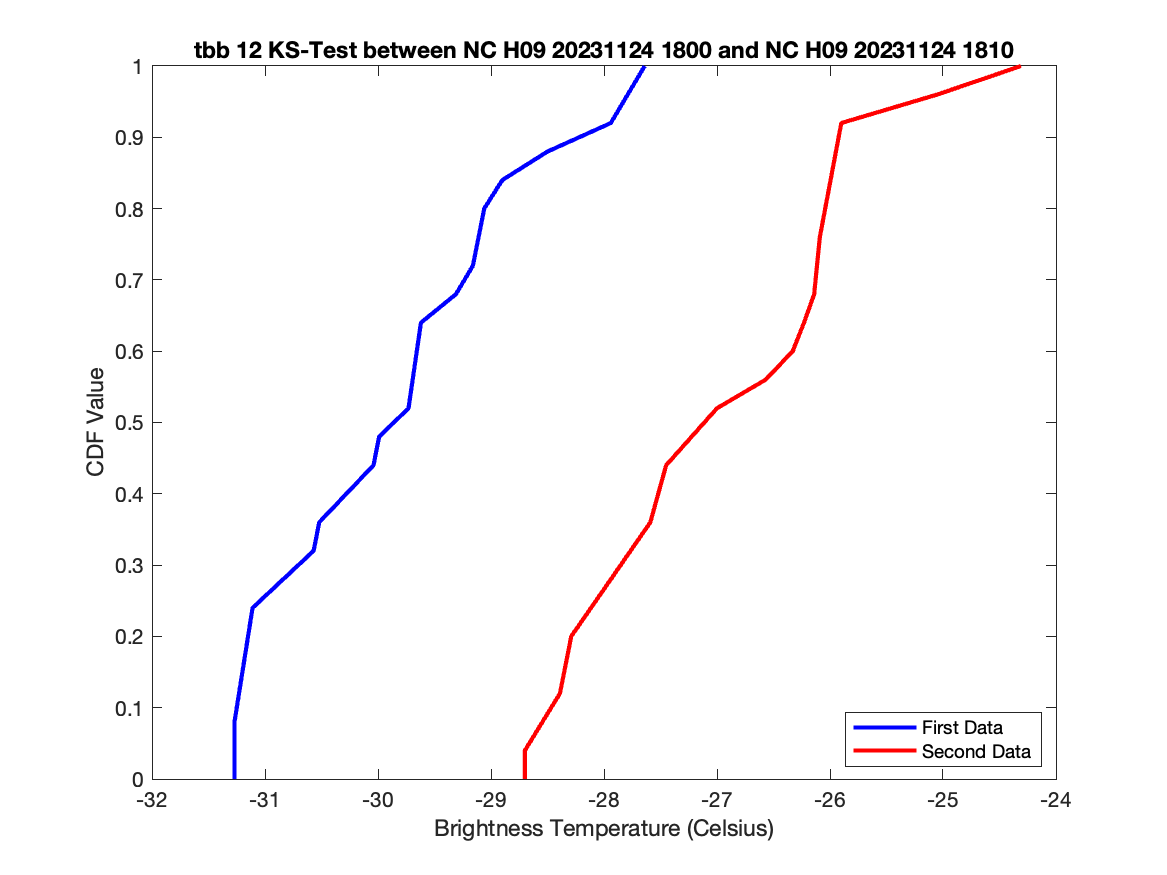 tbb 12 KS-Test between NC H09 20231124 1800 and NC H09 20231124 1810
1
0.9
0.8
0.7
0.6
0.5
0.4
0.3
0.2
0.1
0
CDF Value
First Data
Second Data
-32 -31 -30 -29 -28 -27 -26 -25 -24
Brightness Temperature (Celsius)